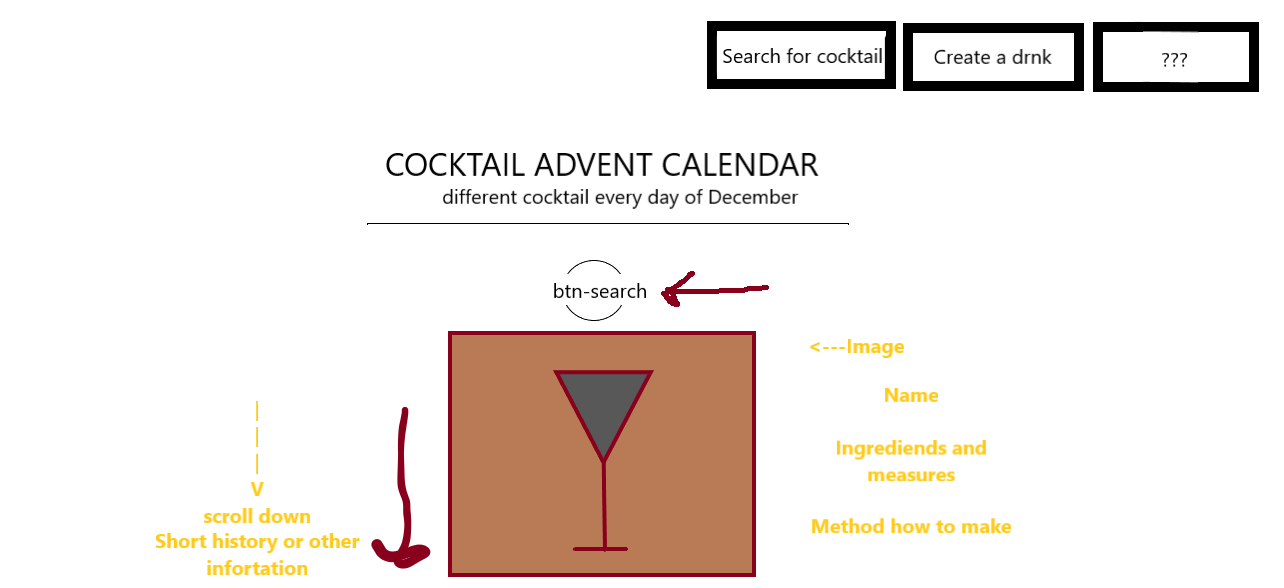 Search for cocktail
Create a drnk
???
COCKTAIL ADVENT CALENDAR
different cocktail every day of December
btn-search
<---Image
Name
Ingrediends and
measures
Method how to make
|
|
|
V
scroll down
Short history or other
infortation